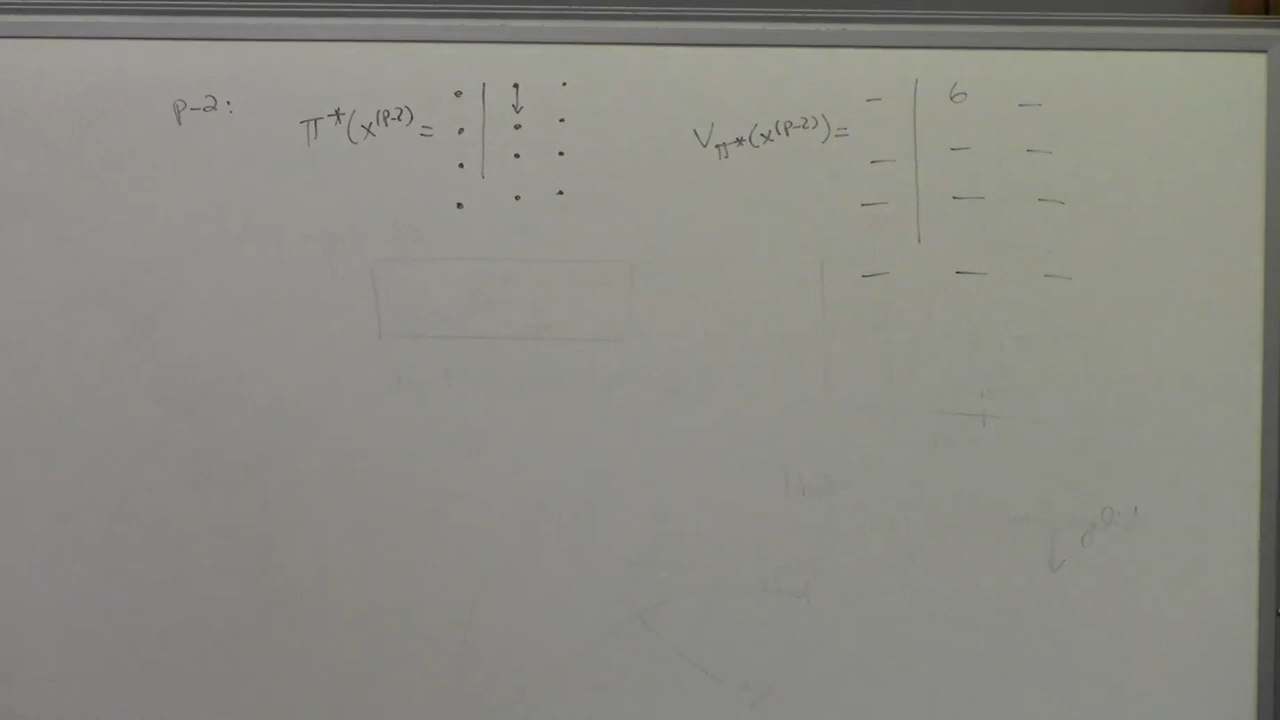 p-2: π*(x^(p-2) = V_π*(x^(p-2)) = - | 6 -
- - -
- - -
- - -